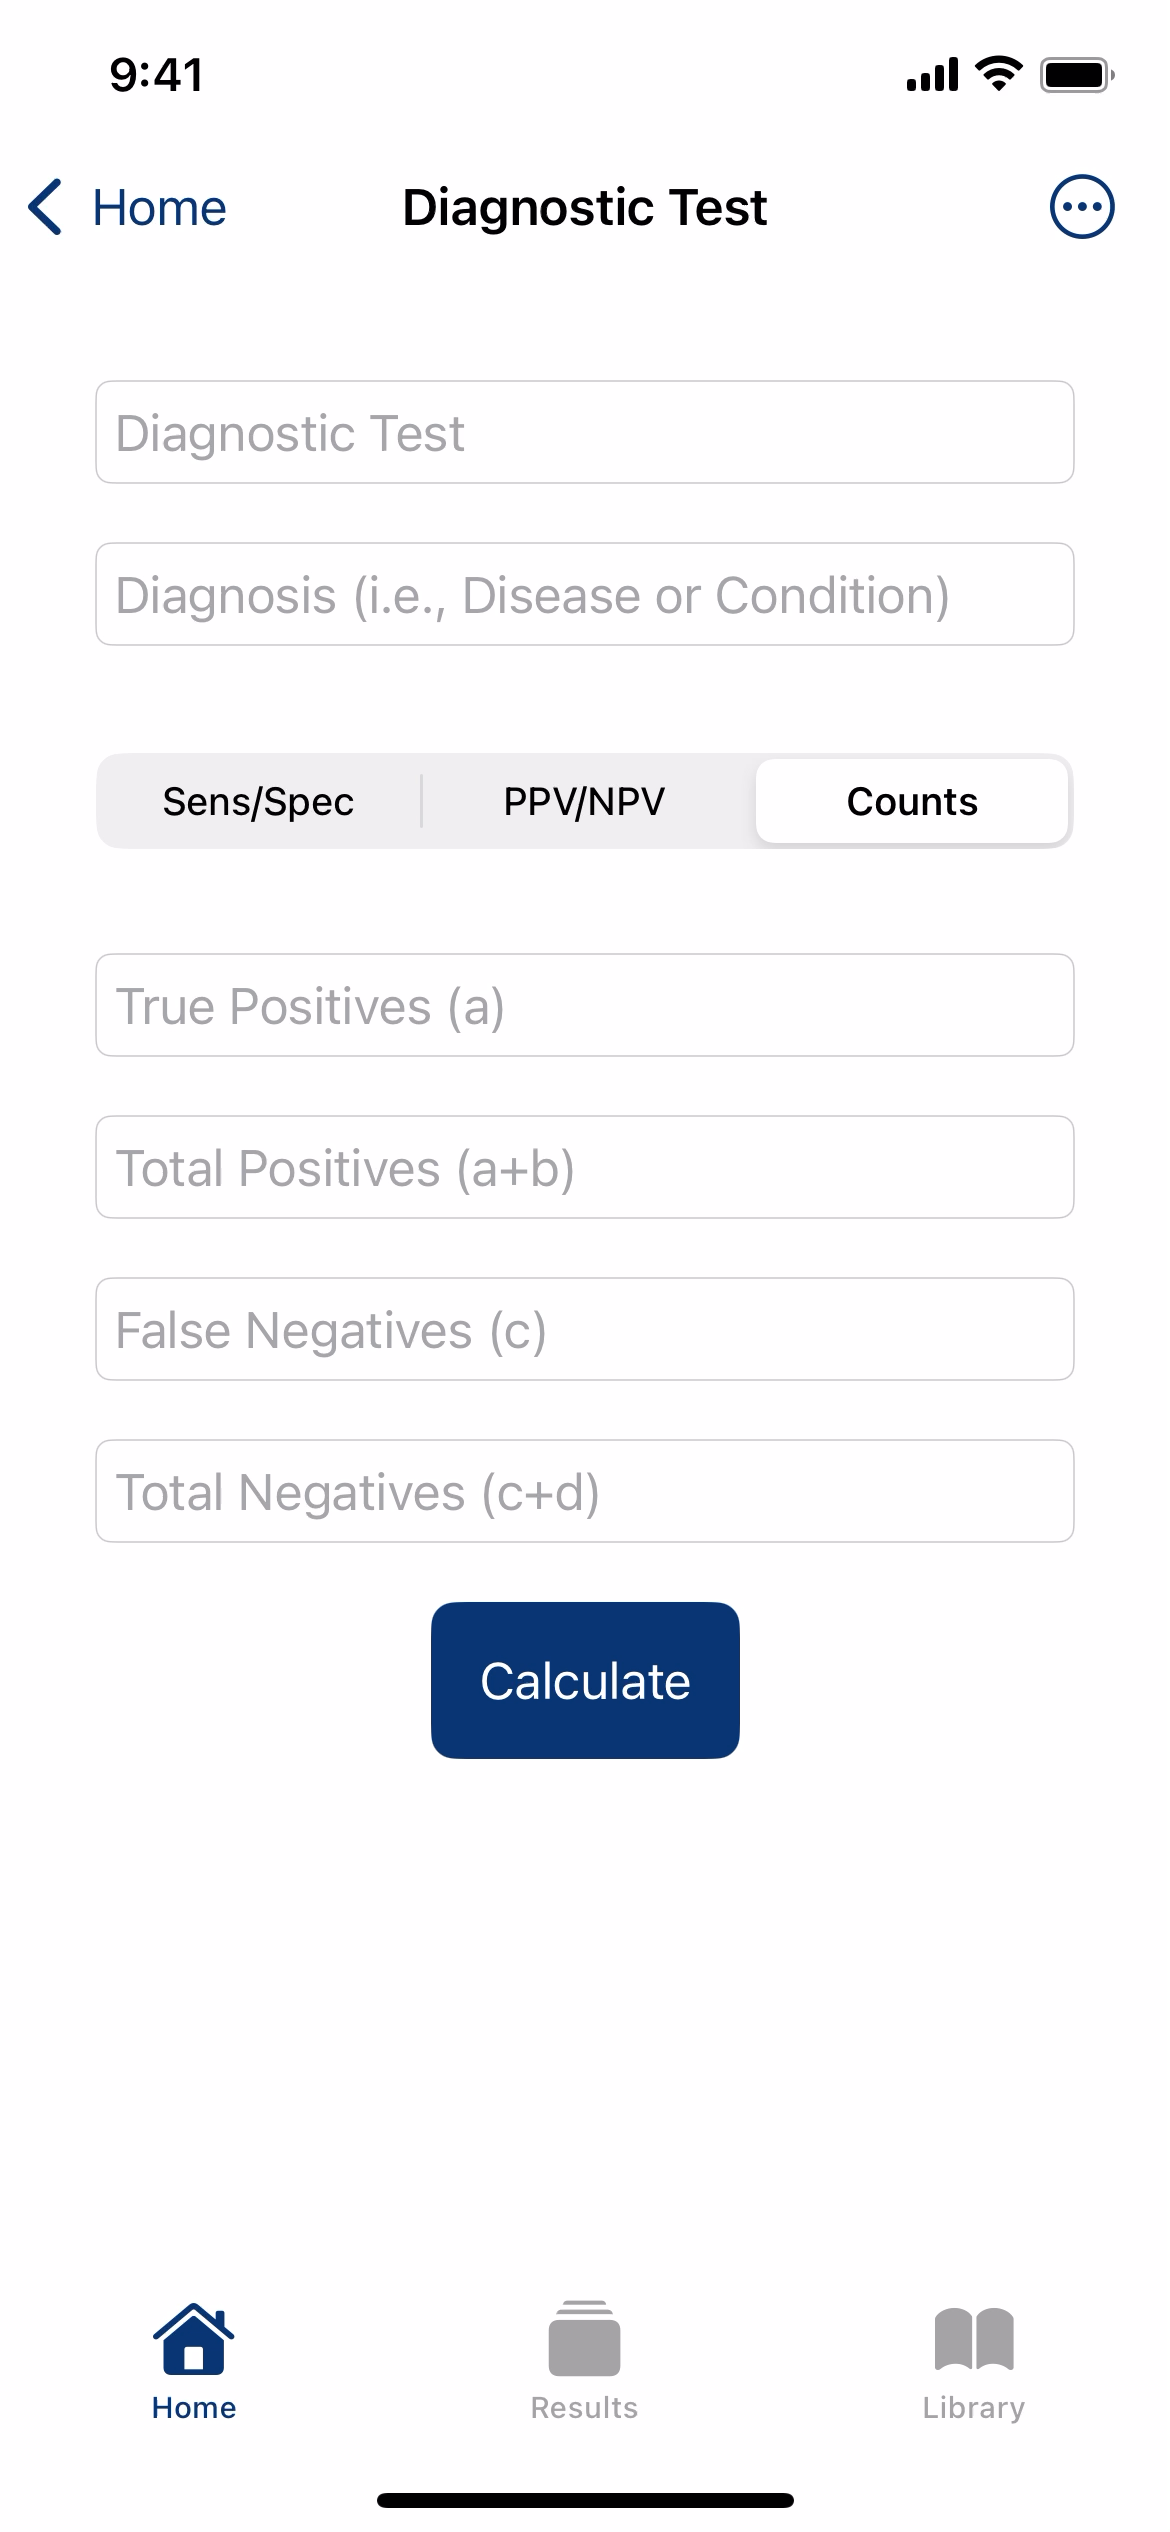 9:41
Home Diagnostic Test
Diagnostic Test
Diagnosis (i.e., Disease or Condition)
Sens/Spec PPV/NPV Counts
True Positives (a)
Total Positives (a+b)
False Negatives (c)
Total Negatives (c+d)
Calculate
Home Results Library